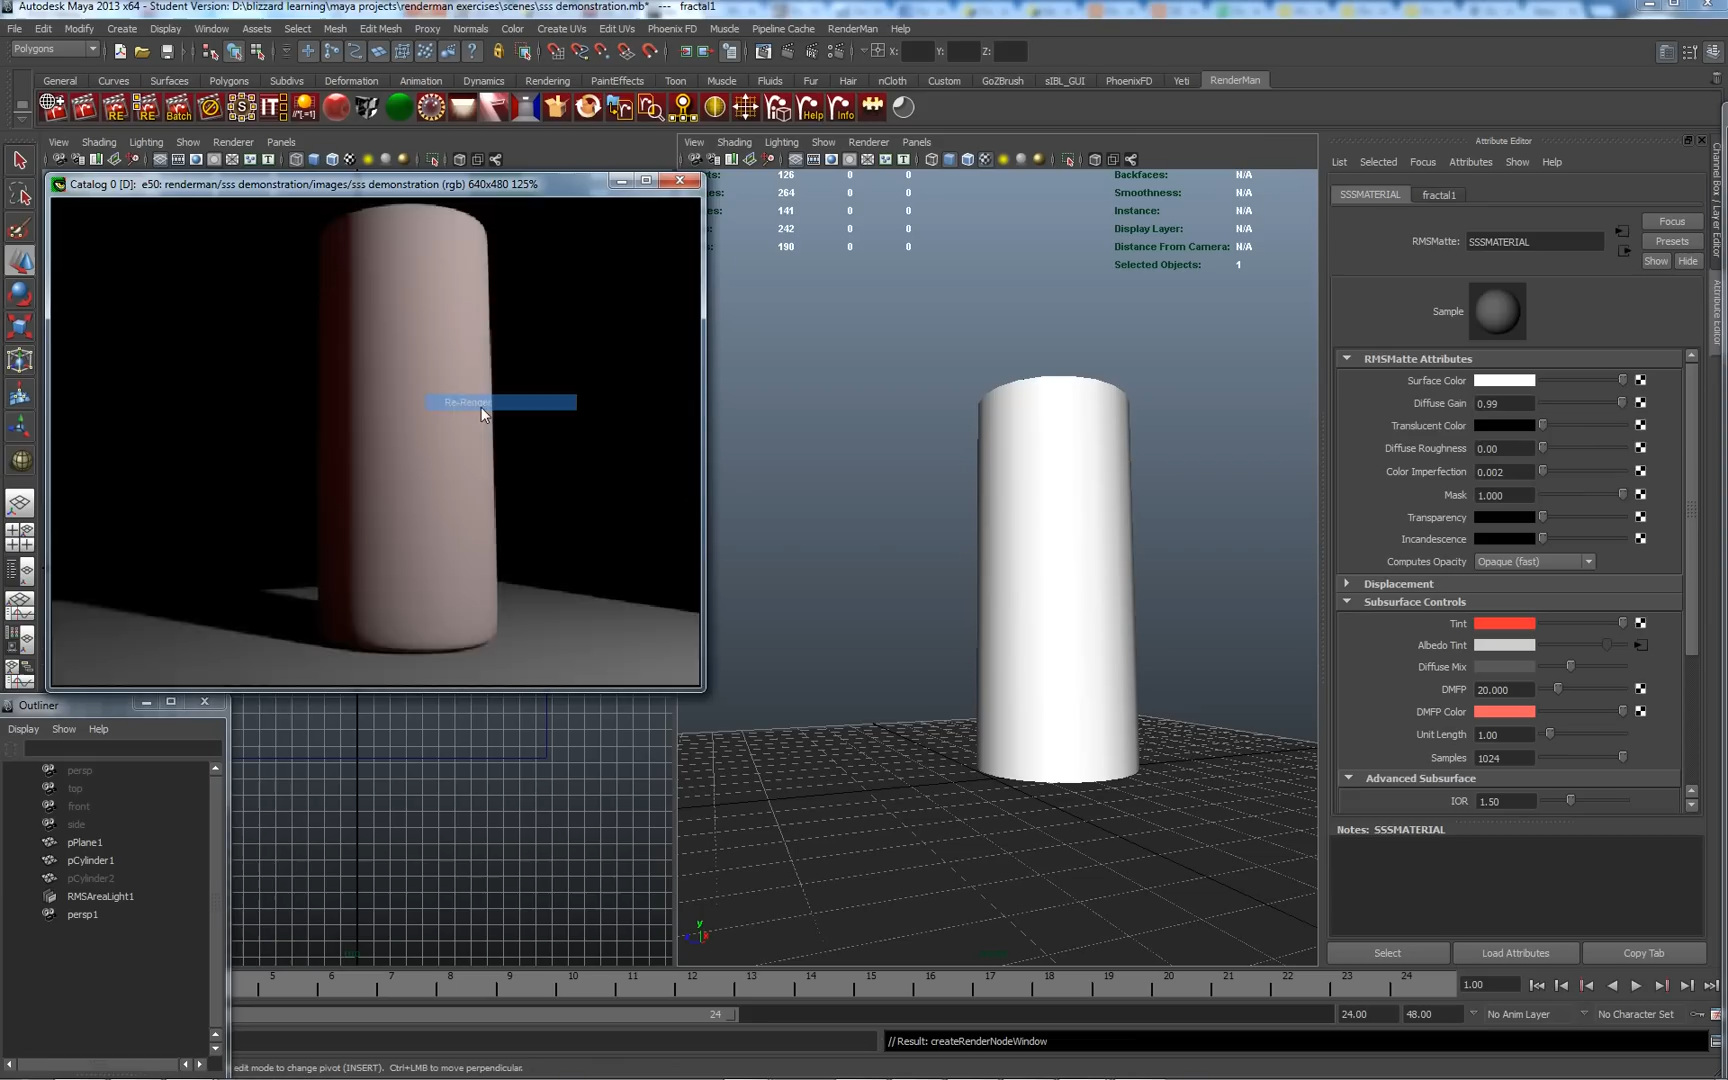 Autodesk Maya 2013 x64 - Student Version: D:\blizzard learning\maya projects\renderman exercises\scenes\sss demonstration.mb* --- fractal1
File Edit Modify Create Display Window Assets Select Mesh Edit Mesh Proxy Normals Color Create UVs Edit UVs Phoenix FD Muscle Pipeline Cache RenderMan Help
Polygons X: Y: Z:
General Curves Surfaces Polygons Subdivs Deformation Animation Dynamics Rendering PaintEffects Toon Muscle Fluids Fur Hair nCloth Custom GoZBrush sIBL_GUI PhoenixFD Yeti RenderMan
RE RE Batch S IT Help Info
View Shading Lighting Show Renderer Panels
View Shading Lighting Show Renderer Panels
Catalog 0 [D]: e50: renderman/sss demonstration/images/sss demonstration (rgb) 640x480 125%
Re-Render
126 0 0
264 0 0
141 0 0
242 0 0
190 0 0
Backfaces: N/A
Smoothness: N/A
Instance: N/A
Display Layer: N/A
Distance From Camera: N/A
Selected Objects: 1
y
Attribute Editor
List Selected Focus Attributes Show Help
SSSMATERIAL fractal1
RMSMatte: SSSMATERIAL
Focus
Presets
Show Hide
Sample
RMSMatte Attributes
Surface Color
Diffuse Gain 0.99
Translucent Color
Diffuse Roughness 0.00
Color Imperfection 0.002
Mask 1.000
Transparency
Incandescence
Computes Opacity Opaque (fast)
Displacement
Subsurface Controls
Tint
Albedo Tint
Diffuse Mix
DMFP 20.000
DMFP Color
Unit Length 1.00
Samples 1024
Advanced Subsurface
IOR 1.50
Notes: SSSMATERIAL
Select Load Attributes Copy Tab
Channel Box / Layer Editor
Attribute Editor
Outliner
Display Show Help
persp
top
front
side
pPlane1
pCylinder1
pCylinder2
RMSAreaLight1
persp1
5 6 7 8 9 10 11 12 13 14 15 16 17 18 19 20 21 22 23 24
1.00
24 24.00 48.00 No Anim Layer No Character Set
// Result: createRenderNodeWindow
edit mode to change pivot (INSERT). Ctrl+LMB to move perpendicular.